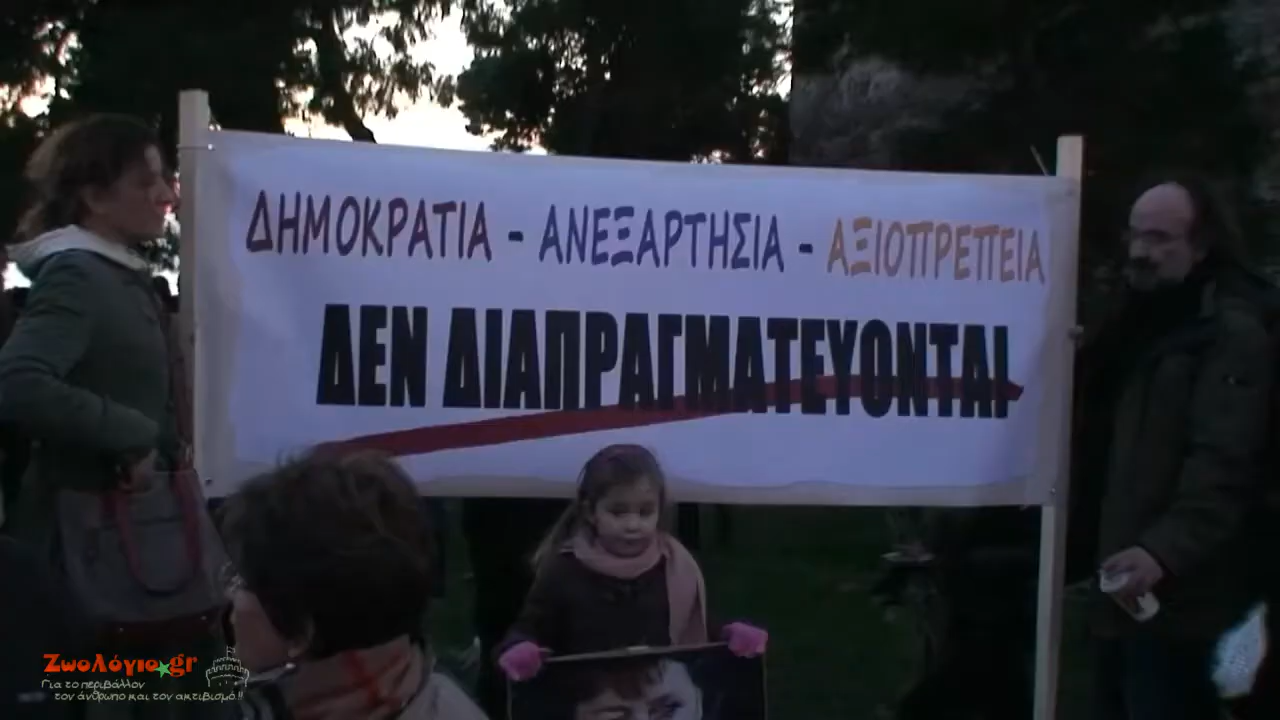 ΔΗΜΟΚΡΑΤΙΑ - ΑΝΕΞΑΡΤΗΣΙΑ - ΑΞΙΟΠΡΕΠΕΙΑ
ΔΕΝ ΔΙΑΠΡΑΓΜΑΤΕΥΟΝΤΑΙ
Ζωολόγιο.gr
Για το περιβάλλον
τον άνθρωπο και τον ακτιβισμό!!